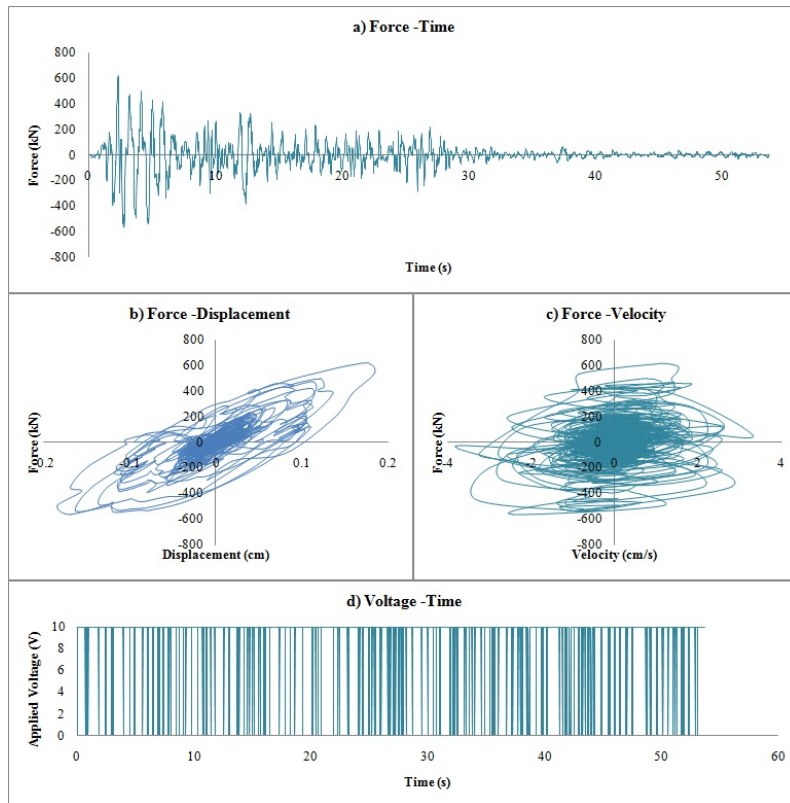 a) Force -Time
800
600
400
200
0
-200
-400
-600
-800
Force (kN)
0 10 20 30 40 50
Time (s)
b) Force -Displacement
800
600
400
200
0
-200
-400
-600
-800
Force (kN)
-0.2 -0.1 0 0.1 0.2
Displacement (cm)
c) Force -Velocity
800
600
400
200
0
-200
-400
-600
-800
Force (kN)
-4 -2 0 2 4
Velocity (cm/s)
d) Voltage -Time
10
8
6
4
2
0
Applied Voltage (V)
0 10 20 30 40 50 60
Time (s)